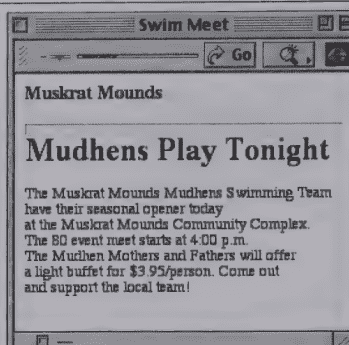 Swim Meet
Go
Muskrat Mounds
Mudhens Play Tonight
The Muskrat Mounds Mudhens Swimming Team
have their seasonal opener today
at the Muskrat Mounds Community Complex.
The 80 event meet starts at 4:00 p.m.
The Mudhen Mothers and Fathers will offer
a light buffet for $3.95/person. Come out
and support the local team!